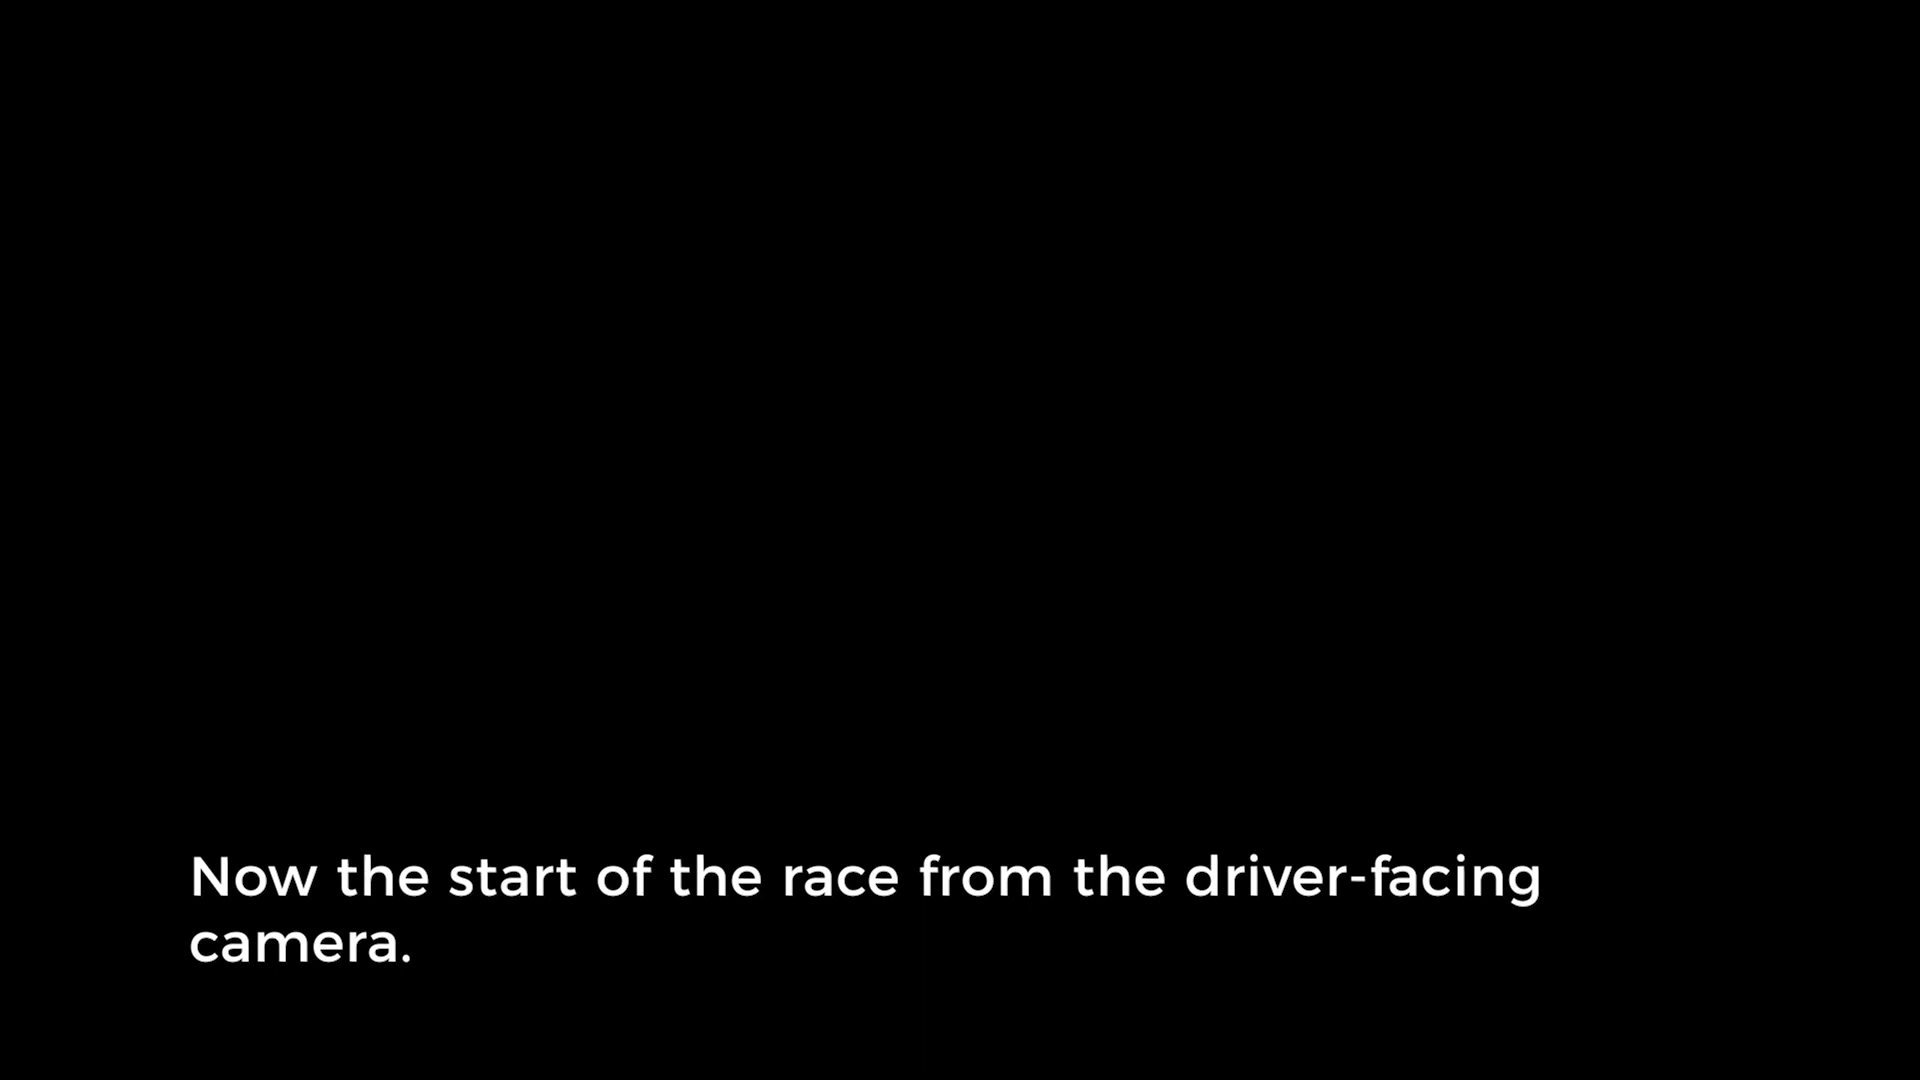 Now the start of the race from the driver-facing
camera.